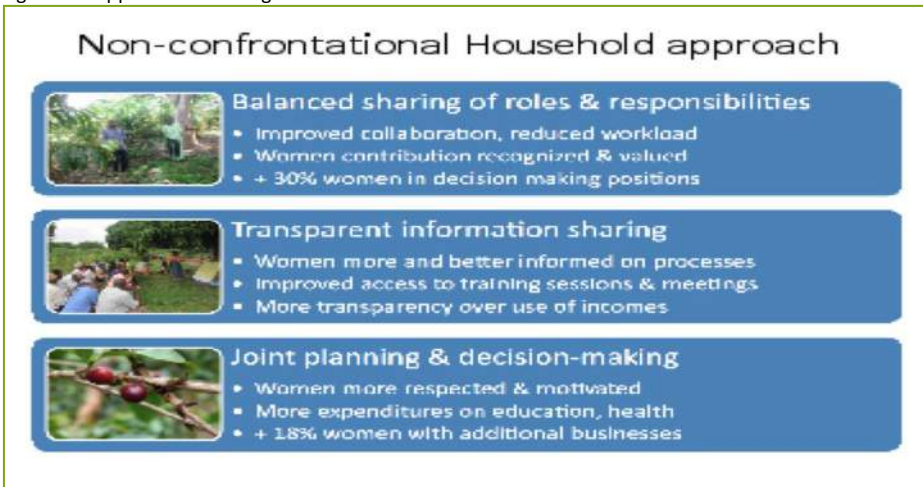 Non-confrontational Household approach
Balanced sharing of roles & responsibilities
• Improved collaboration, reduced workload
• Women contribution recognized & valued
• + 30% women in decision making positions
Transparent information sharing
• Women more and better informed on processes
• Improved access to training sessions & meetings
• More transparency over use of incomes
Joint planning & decision-making
• Women more respected & motivated
• More expenditures on education, health
• + 18% women with additional businesses